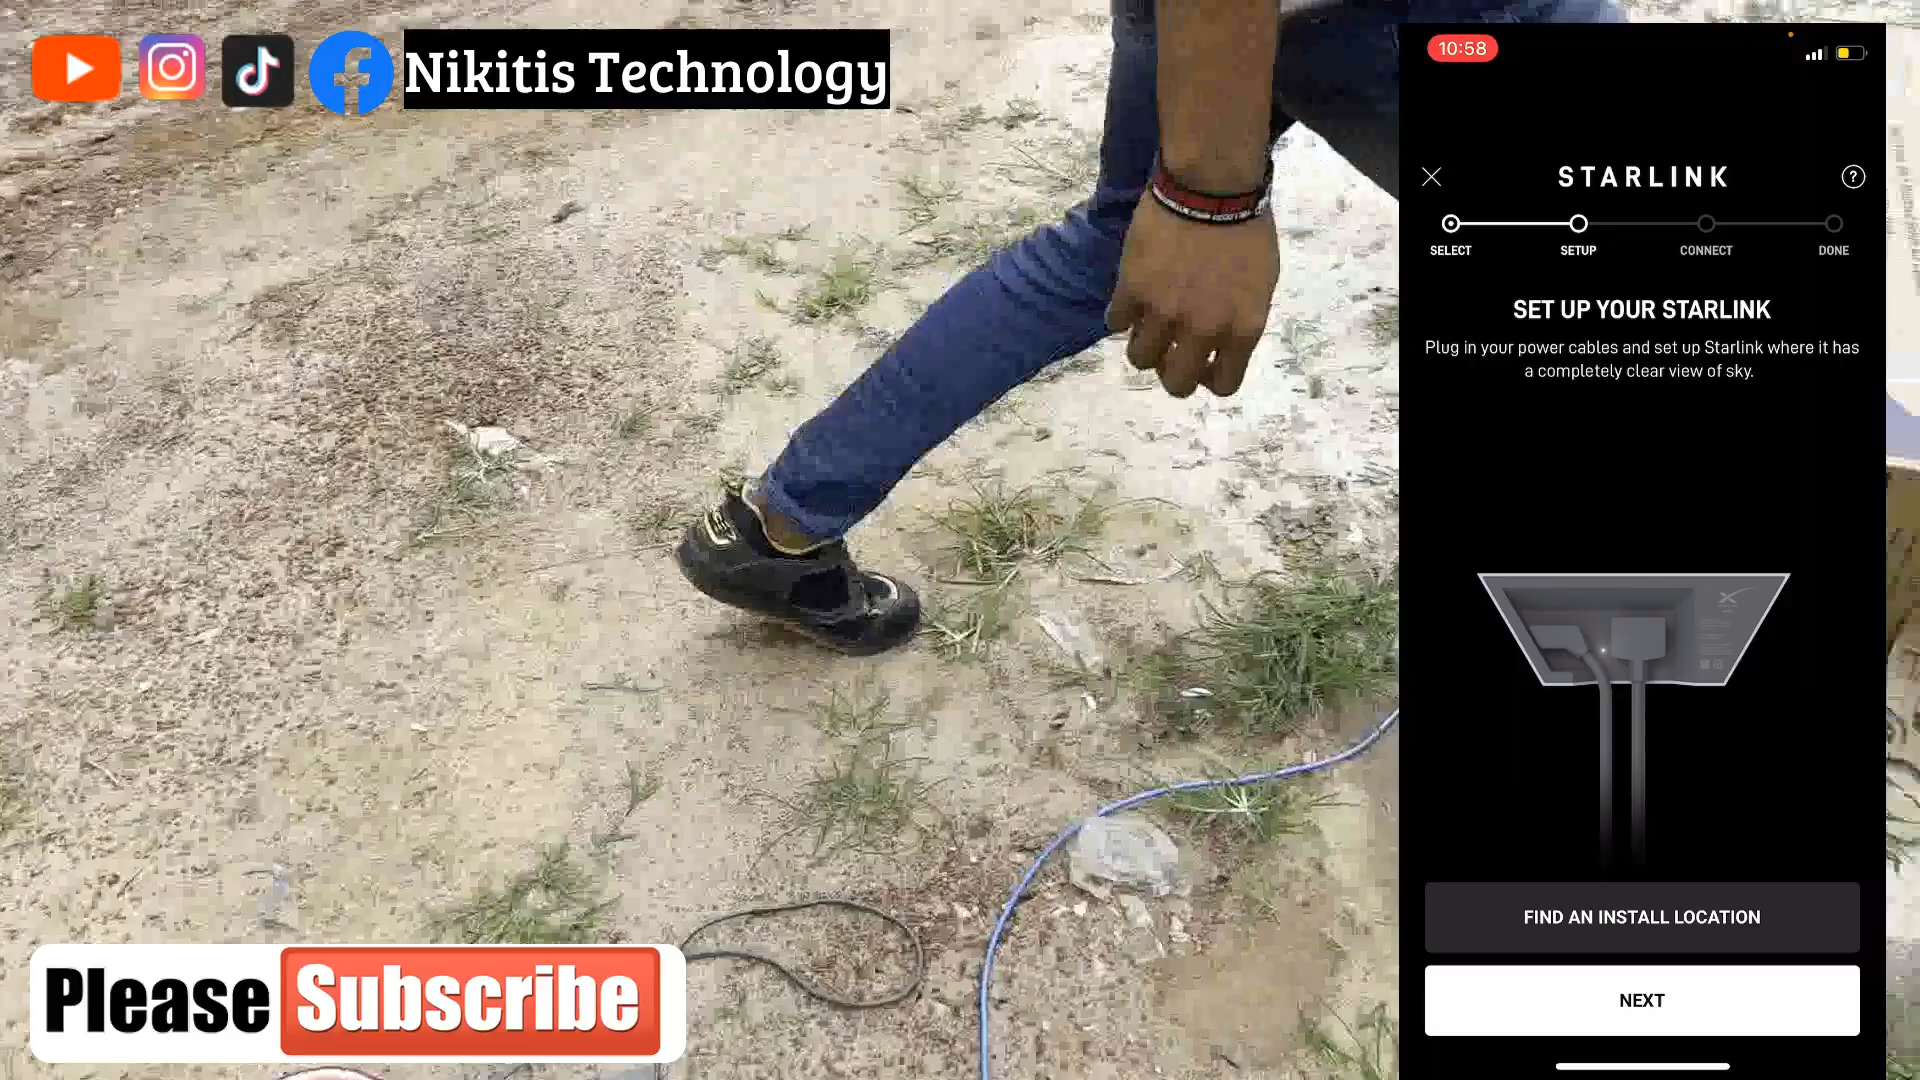 Nikitis Technology
10:58
STARLINK
?
SELECT
SETUP
CONNECT
DONE
SET UP YOUR STARLINK
Plug in your power cables and set up Starlink where it has
a completely clear view of sky.
FIND AN INSTALL LOCATION
NEXT
Please Subscribe